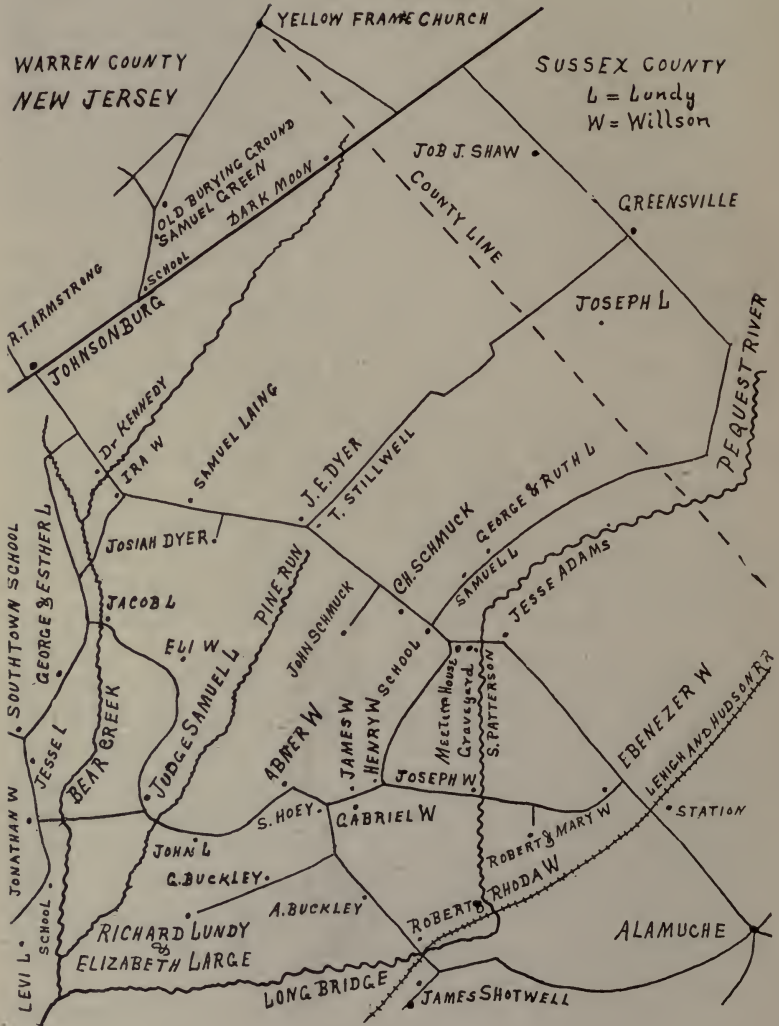 YELLOW FRAME CHURCH
WARREN COUNTY
NEW JERSEY
SUSSEX COUNTY
L = Lundy
W = Willson
JOB J. SHAW
OLD BURYING GROUND
SAMUEL GREEN
DARK MOON
COUNTY LINE
GREENSVILLE
SCHOOL
R.T. ARMSTRONG
JOHNSONBURG
JOSEPH L
PEQUEST RIVER
Dr KENNEDY
IRA W
SAMUEL LAING
J.E. DYER
T. STILLWELL
GEORGE & RUTH L
JOSIAH DYER
CH. SCHMUCK
SAMUEL L
SOUTHTOWN SCHOOL
GEORGE & ESTHER L
PINE RUN
JESSE ADAMS
JACOB L
JOHN SCHMUCK
ELI W
SCHOOL
MEETING HOUSE
Graveyard
S. PATTERSON
JESSE L
BEAR CREEK
JUDGE SAMUEL L
ABNER W
JAMES W
HENRY W
EBENEZER W
LEHIGH AND HUDSON RR
JOSEPH W
JONATHAN W
S. HOEY
GABRIEL W
STATION
ROBERT & MARY W
JOHN L
G. BUCKLEY
SCHOOL
A. BUCKLEY
ROBERT & RHODA W
RICHARD LUNDY
&
ELIZABETH LARGE
ALAMUCHE
LEVI L
LONG BRIDGE
JAMES SHOTWELL